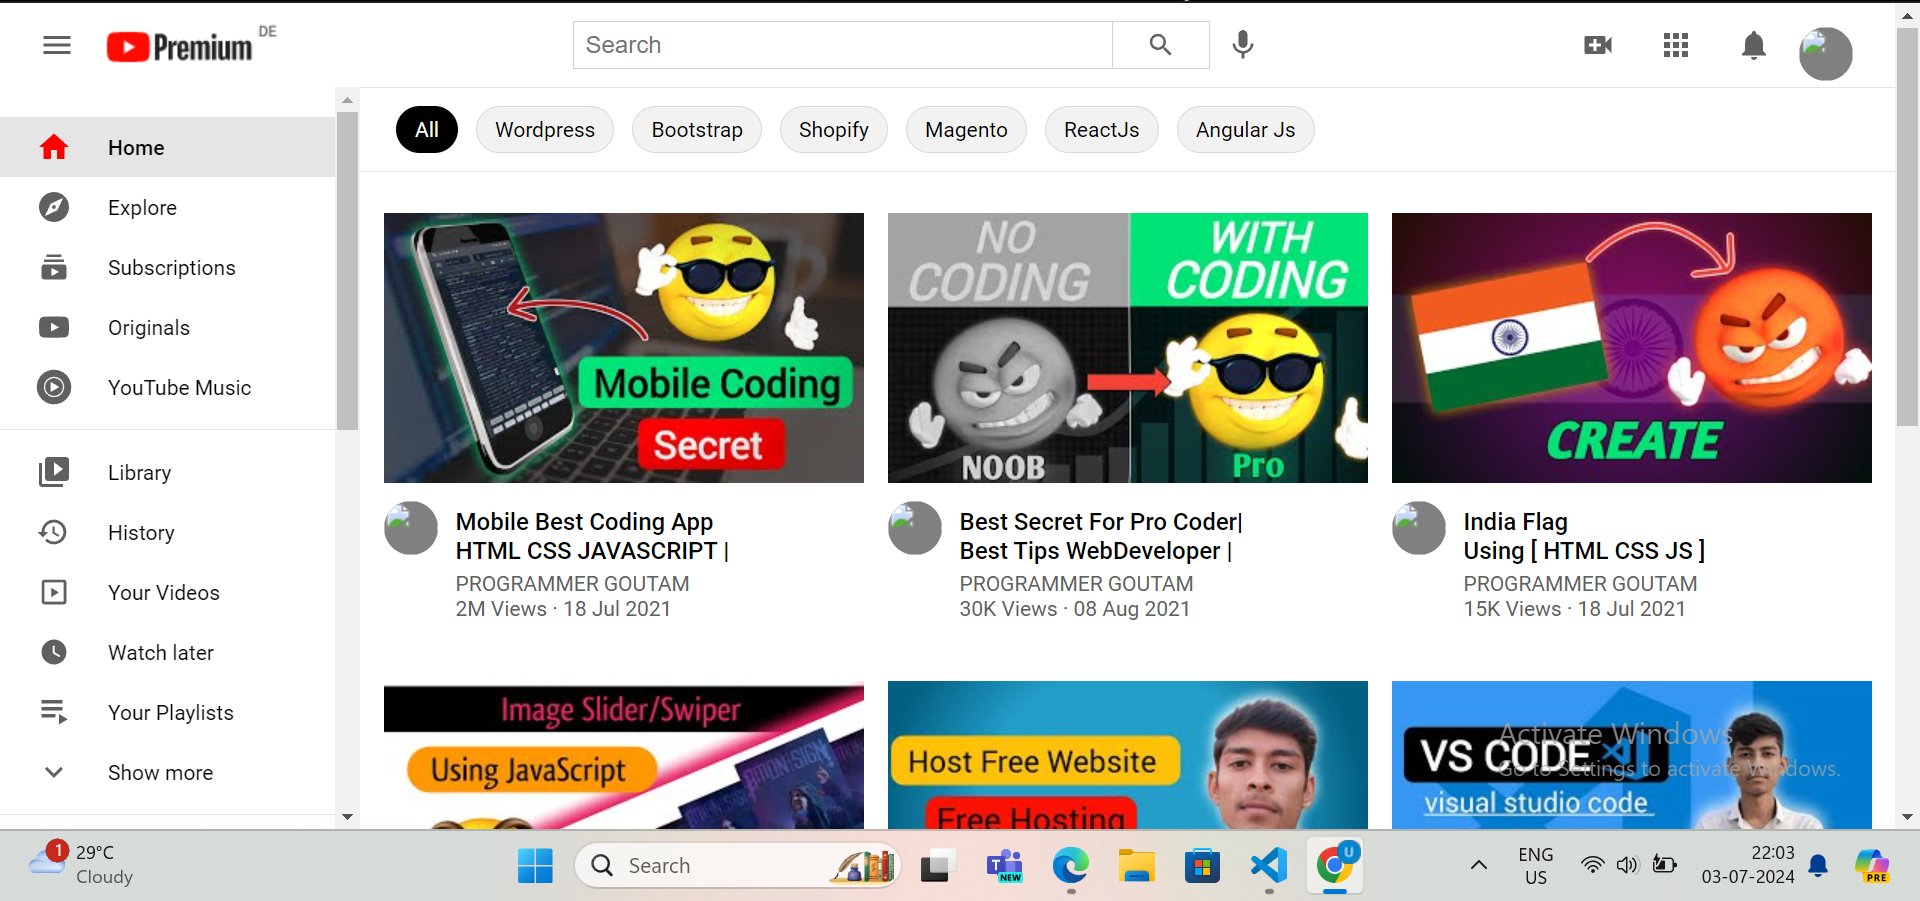 Premium DE
Search
Home
Explore
Subscriptions
Originals
YouTube Music
Library
History
Your Videos
Watch later
Your Playlists
Show more
All
Wordpress
Bootstrap
Shopify
Magento
ReactJs
Angular Js
Mobile Coding
Secret
NO
CODING
WITH
CODING
NOOB
Pro
CREATE
Mobile Best Coding App
HTML CSS JAVASCRIPT |
PROGRAMMER GOUTAM
2M Views · 18 Jul 2021
Best Secret For Pro Coder|
Best Tips WebDeveloper |
PROGRAMMER GOUTAM
30K Views · 08 Aug 2021
India Flag
Using [ HTML CSS JS ]
PROGRAMMER GOUTAM
15K Views · 18 Jul 2021
Image Slider/Swiper
Using JavaScript
Host Free Website
Free Hosting
VS CODE
visual studio code
Activate Windows
Go to Settings to activate Windows.
1
29°C
Cloudy
Search
NEW
U
ENG
US
22:03
03-07-2024
PRE